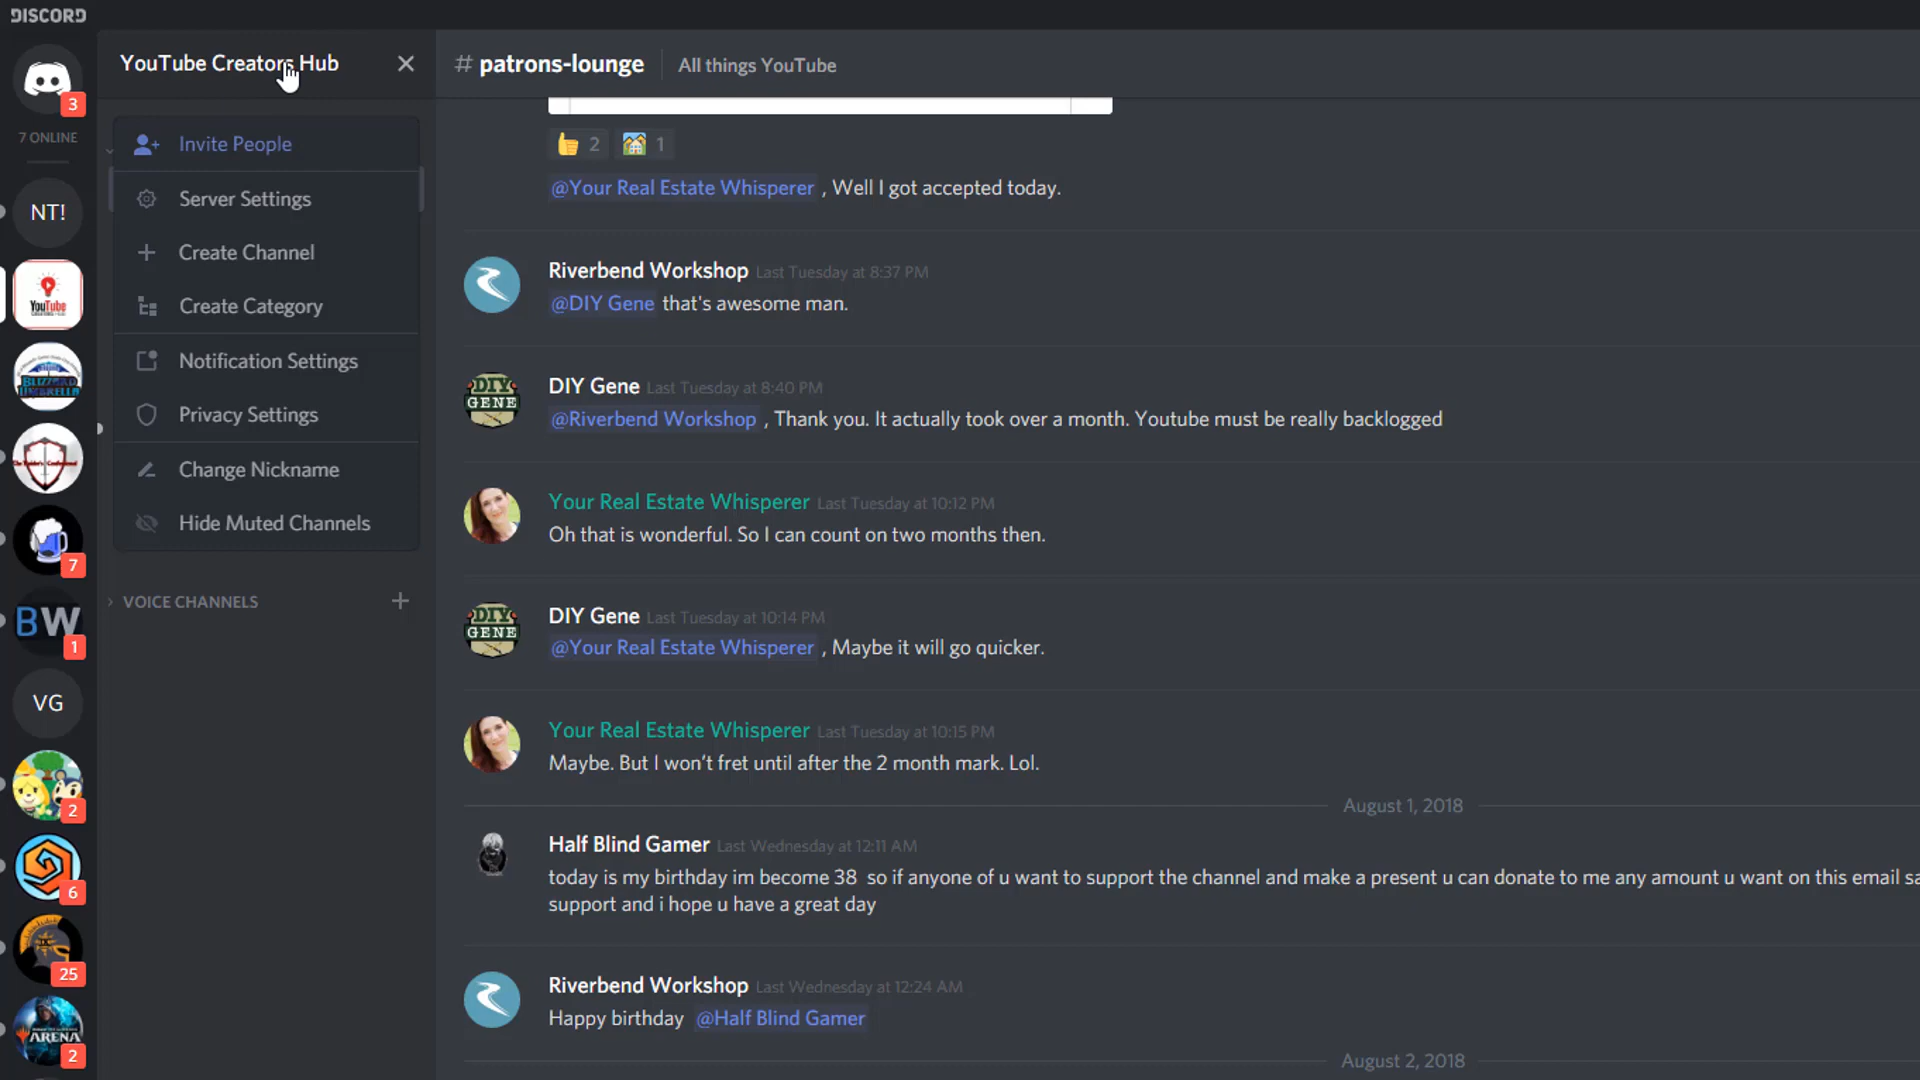 DISCORD
3
7 ONLINE
NT!
YouTube
7
BW
1
VG
2
6
25
ARENA
2
YouTube Creators Hub
Invite People
Server Settings
Create Channel
Create Category
Notification Settings
Privacy Settings
Change Nickname
Hide Muted Channels
VOICE CHANNELS
# patrons-lounge All things YouTube
2 1
@Your Real Estate Whisperer , Well I got accepted today.
Riverbend Workshop Last Tuesday at 8:37 PM
@DIY Gene that's awesome man.
DIY GENE
DIY Gene Last Tuesday at 8:40 PM
@Riverbend Workshop , Thank you. It actually took over a month. Youtube must be really backlogged
Your Real Estate Whisperer Last Tuesday at 10:12 PM
Oh that is wonderful. So I can count on two months then.
DIY GENE
DIY Gene Last Tuesday at 10:14 PM
@Your Real Estate Whisperer , Maybe it will go quicker.
Your Real Estate Whisperer Last Tuesday at 10:15 PM
Maybe. But I won't fret until after the 2 month mark. Lol.
August 1, 2018
Half Blind Gamer Last Wednesday at 12:11 AM
today is my birthday im become 38 so if anyone of u want to support the channel and make a present u can donate to me any amount u want on this email
support and i hope u have a great day
Riverbend Workshop Last Wednesday at 12:24 AM
Happy birthday @Half Blind Gamer
August 2, 2018